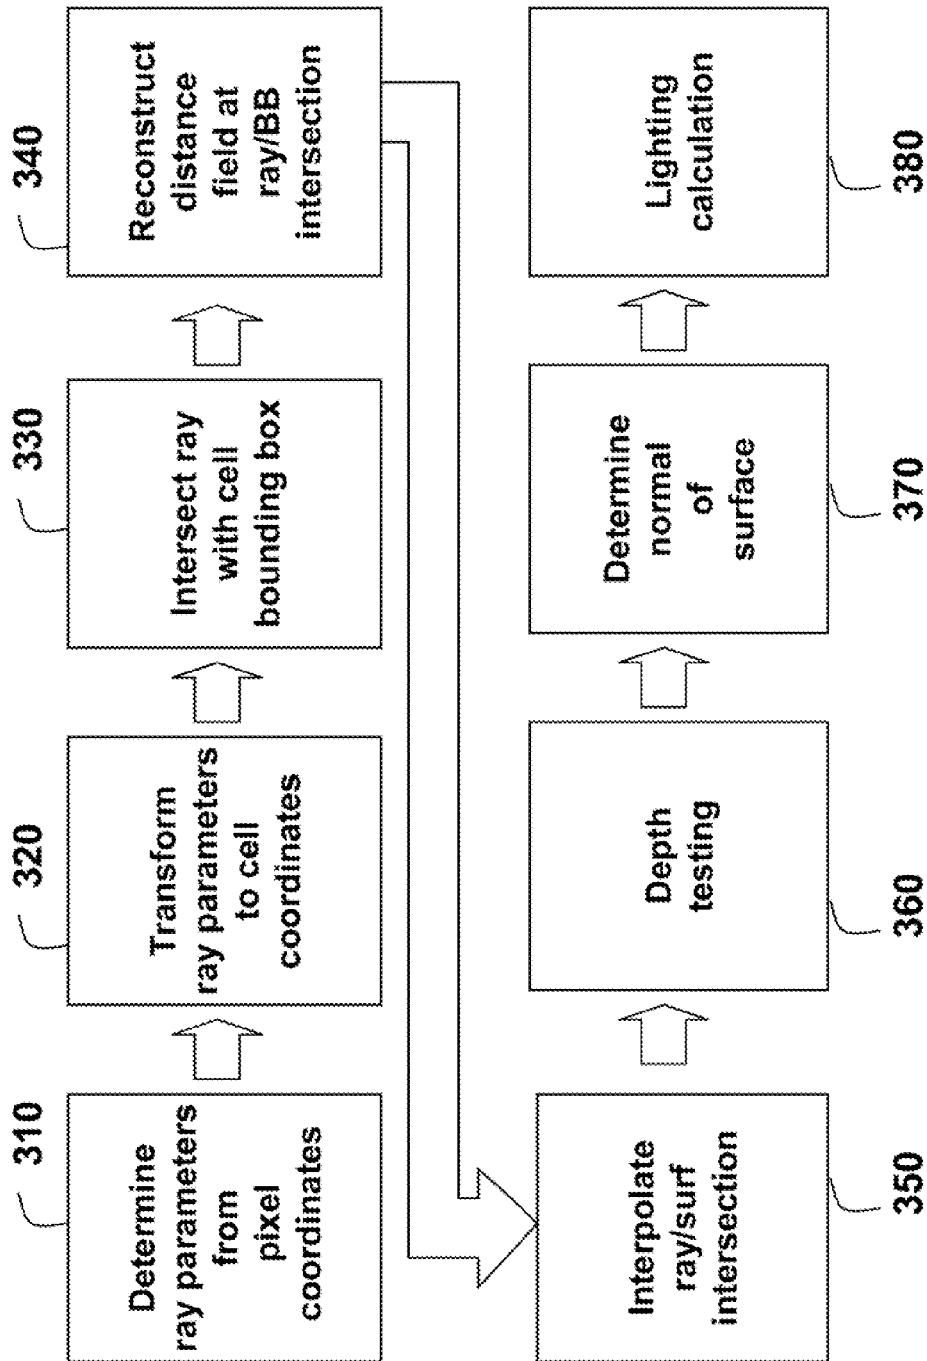 310
320
330
340
Determine
ray parameters
from
pixel
coordinates
Transform
ray parameters
to cell
coordinates
Intersect ray
with cell
bounding box
Reconstruct
distance
field at
ray/BB
intersection
Interpolate
ray/surf
intersection
Depth
testing
Determine
normal
of
surface
Lighting
calculation
350
360
370
380